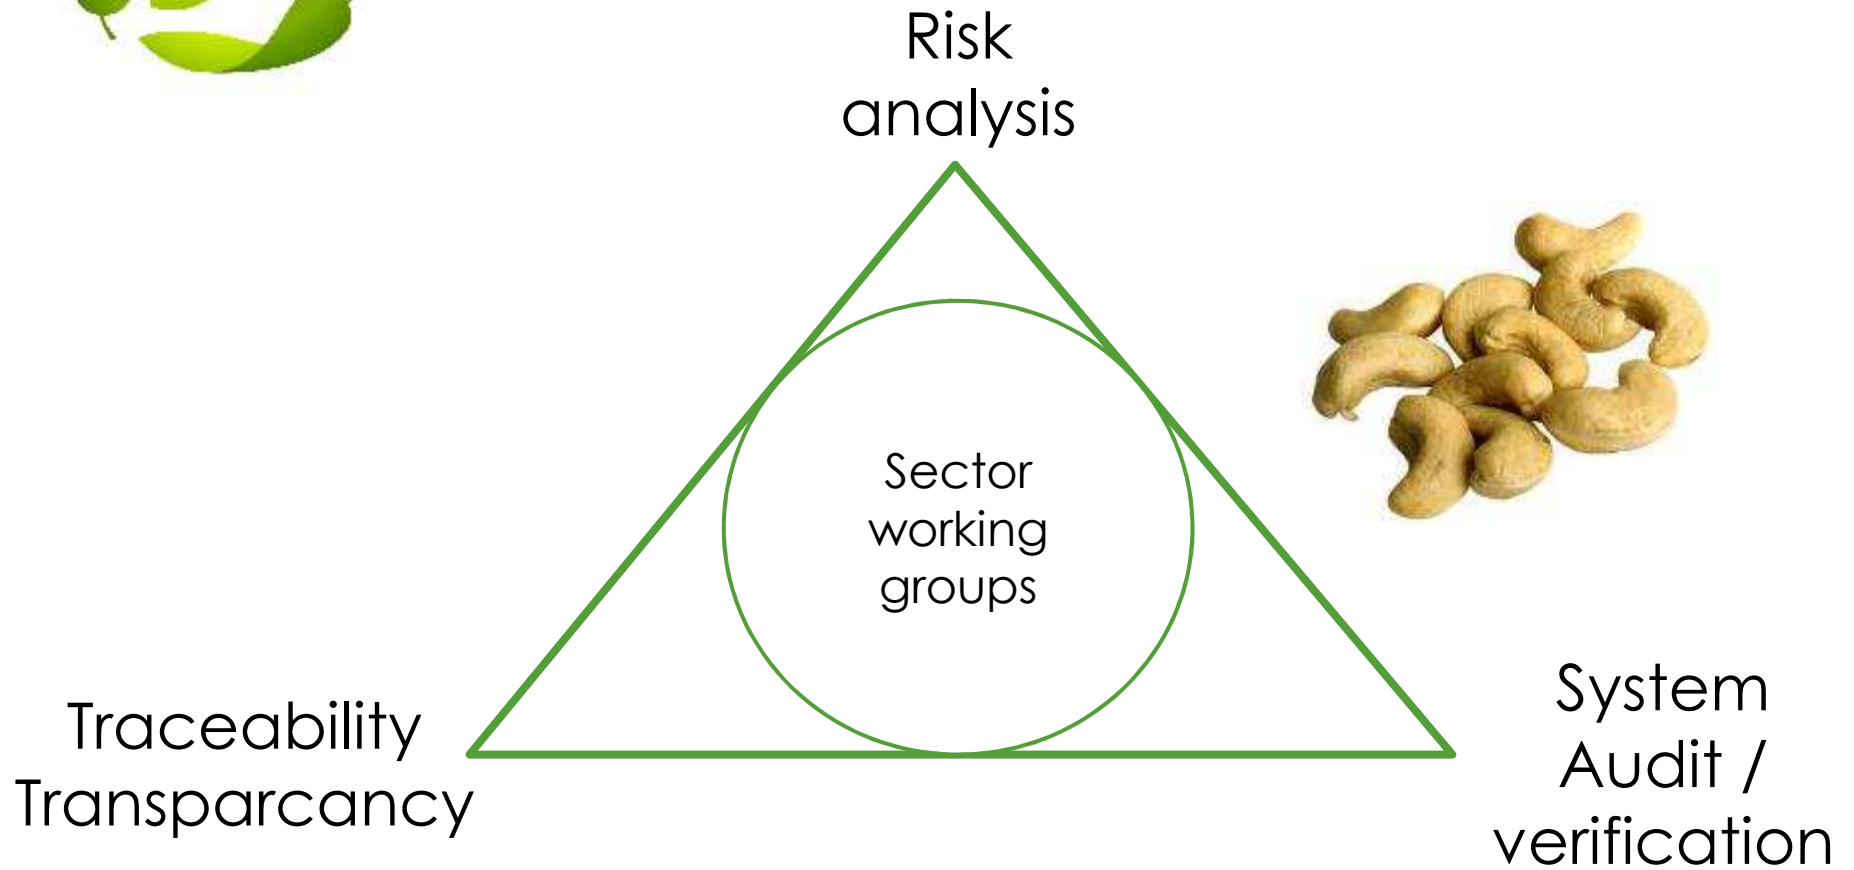 Risk
analysis
Sector
working
groups
Traceability
Transparcancy
System
Audit /
verification